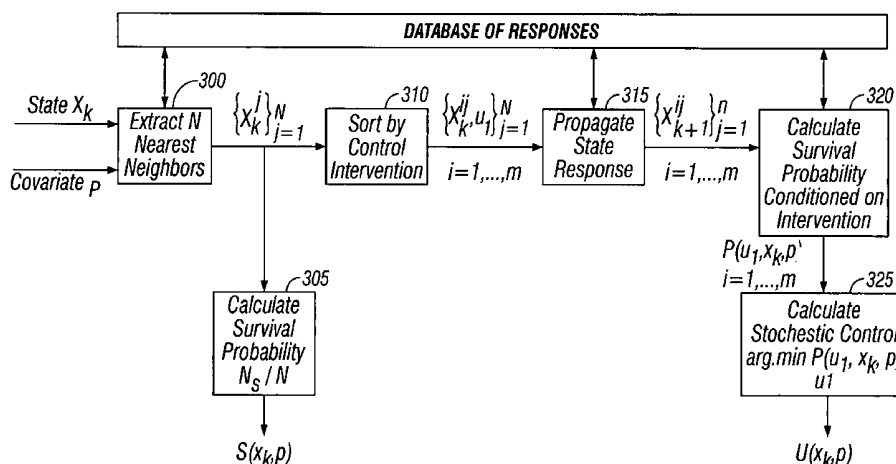 DATABASE OF RESPONSES
300
310
315
320
State X_k
Covariate P
Extract N
Nearest
Neighbors
{X_k^j}_{j=1}^N
Sort by
Control
Intervention
{X_k^{ij}, u_1}_{j=1}^N
i=1,...,m
Propagate
State
Response
{X_{k+1}^{ij}}_{j=1}^n
i=1,...,m
Calculate
Survival
Probability
Conditioned on
Intervention
P(u_1,x_k,p)
i=1,...,m
305
Calculate
Survival
Probability
N_s / N
S(x_k,p)
325
Calculate
Stochestic Control
arg.min P(u_1, x_k, p
u1
U(x_k,p)